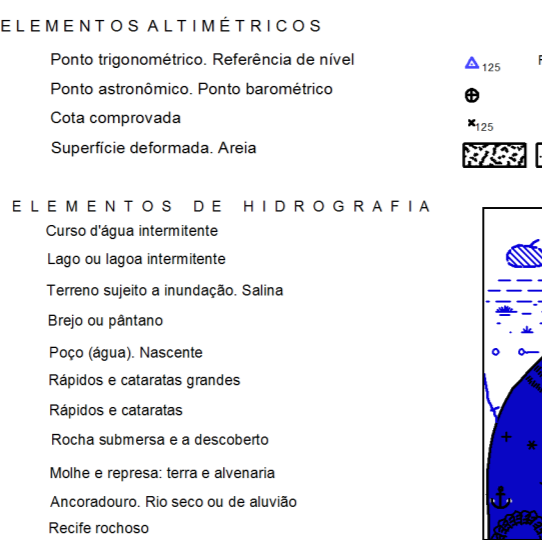 ELEMENTOS ALTIMÉTRICOS
Ponto trigonométrico. Referência de nível 125
Ponto astronômico. Ponto barométrico
Cota comprovada 125
Superfície deformada. Areia
ELEMENTOS DE HIDROGRAFIA
Curso d'água intermitente
Lago ou lagoa intermitente
Terreno sujeito a inundação. Salina
Brejo ou pântano
Poço (água). Nascente
Rápidos e cataratas grandes
Rápidos e cataratas
Rocha submersa e a descoberto
Molhe e represa: terra e alvenaria
Ancoradouro. Rio seco ou de aluvião
Recife rochoso